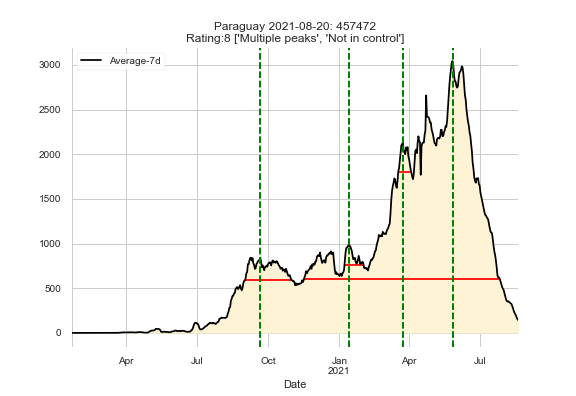 Paraguay 2021-08-20: 457472
Rating:8 ['Multiple peaks', 'Not in control']
Average-7d
3000
2500
2000
1500
1000
500
0
Apr
Jul
Oct
Jan
2021
Apr
Jul
Date